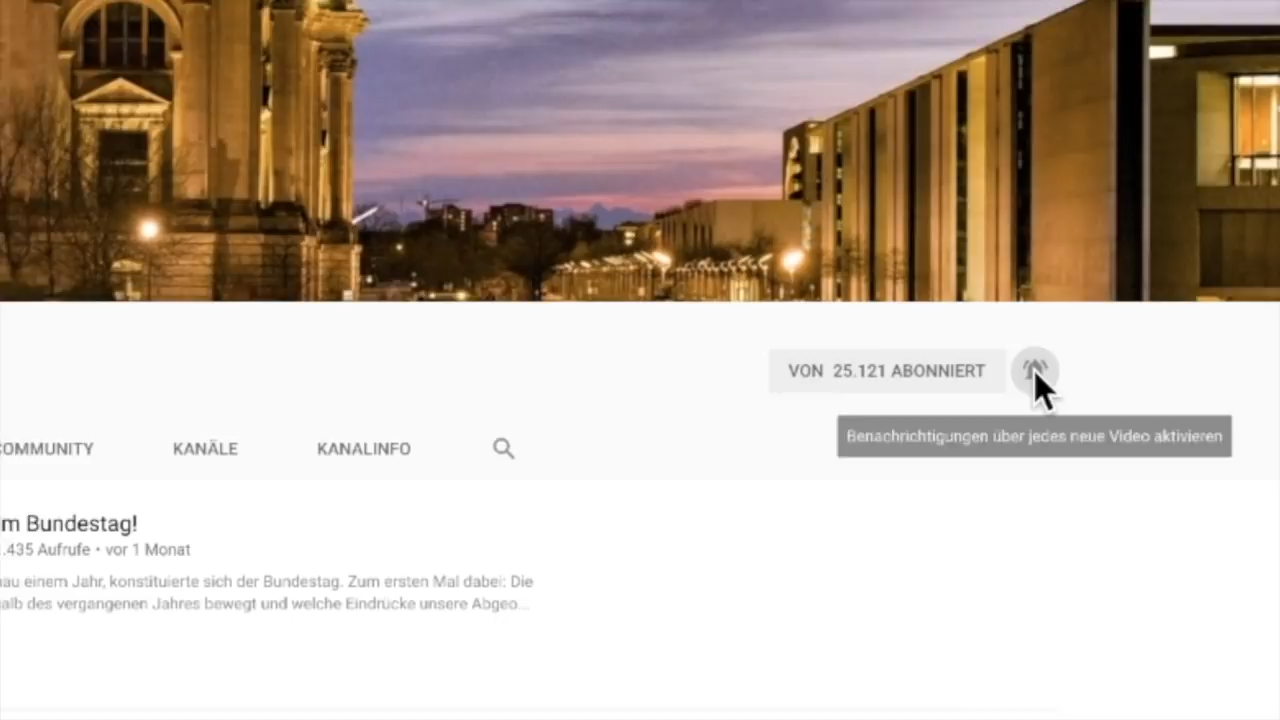 VON 25.121 ABONNIERT
Benachrichtigungen über jedes neue Video aktivieren
COMMUNITY KANÄLE KANALINFO
m Bundestag!
.435 Aufrufe • vor 1 Monat
au einem Jahr, konstituierte sich der Bundestag. Zum ersten Mal dabei: Die
alb des vergangenen Jahres bewegt und welche Eindrücke unsere Abgeo...